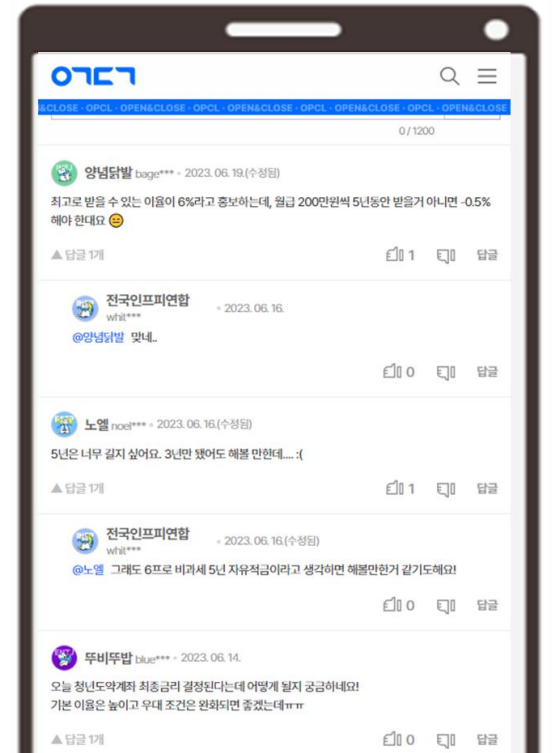 ㅇㄱㄷㄱ
&CLOSE · OPCL · OPEN&CLOSE · OPCL · OPEN&CLOSE · OPCL · OPEN&CLOSE · OPCL · OPEN&CLOSE
0 / 1200
양념닭발 bage*** · 2023. 06. 19.(수정됨)
최고로 받을 수 있는 이율이 6%라고 홍보하는데, 월급 200만원씩 5년동안 받을거 아니면 -0.5%
해야 한대요 😑
▲ 답글 1개 1 답글
전국인프피연합
whit*** · 2023. 06. 16.
@양념닭발 맞네..
0 답글
노엘 noel*** · 2023. 06. 16.(수정됨)
5년은 너무 길지 싶어요. 3년만 됐어도 해볼 만한데.... :(
▲ 답글 1개 1 답글
전국인프피연합
whit*** · 2023. 06. 16.(수정됨)
@노엘 그래도 6프로 비과세 5년 자유적금이라고 생각하면 해볼만한거 같기도해요!
0 답글
뚜비뚜밥 blue*** · 2023. 06. 14.
오늘 청년도약계좌 최종금리 결정된다는데 어떻게 될지 궁금하네요!
기본 이율은 높이고 우대 조건은 완화되면 좋겠는데ㅠㅠ
▲ 답글 1개 0 답글